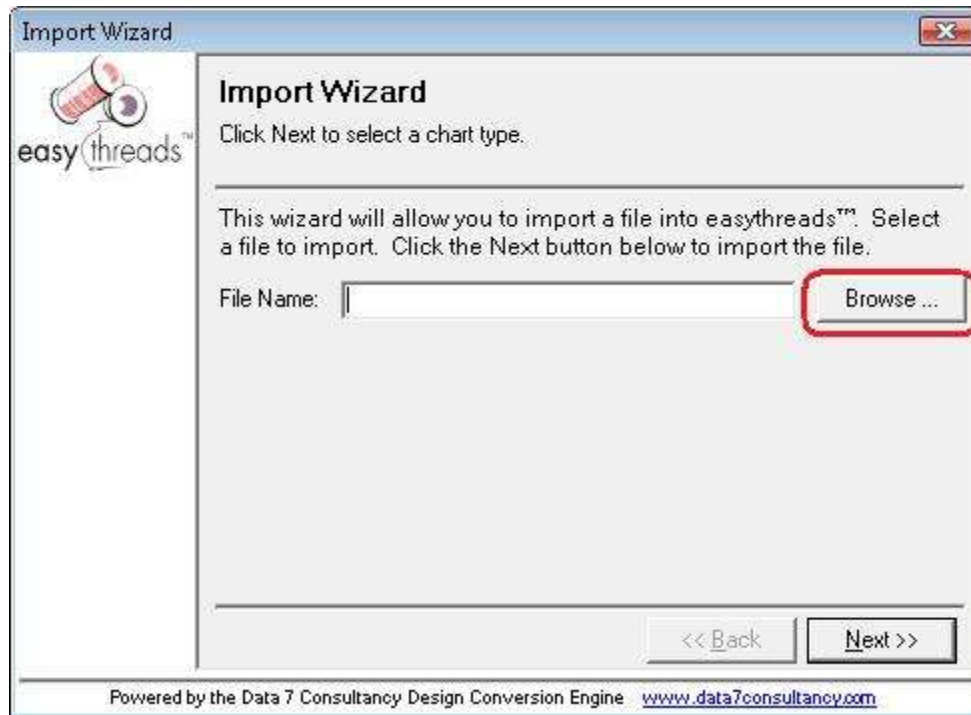 Import Wizard
easythreads™
Import Wizard
Click Next to select a chart type.
This wizard will allow you to import a file into easythreads™. Select
a file to import. Click the Next button below to import the file.
File Name:
Browse ...
<< Back
Next >>
Powered by the Data 7 Consultancy Design Conversion Engine www.data7consultancy.com